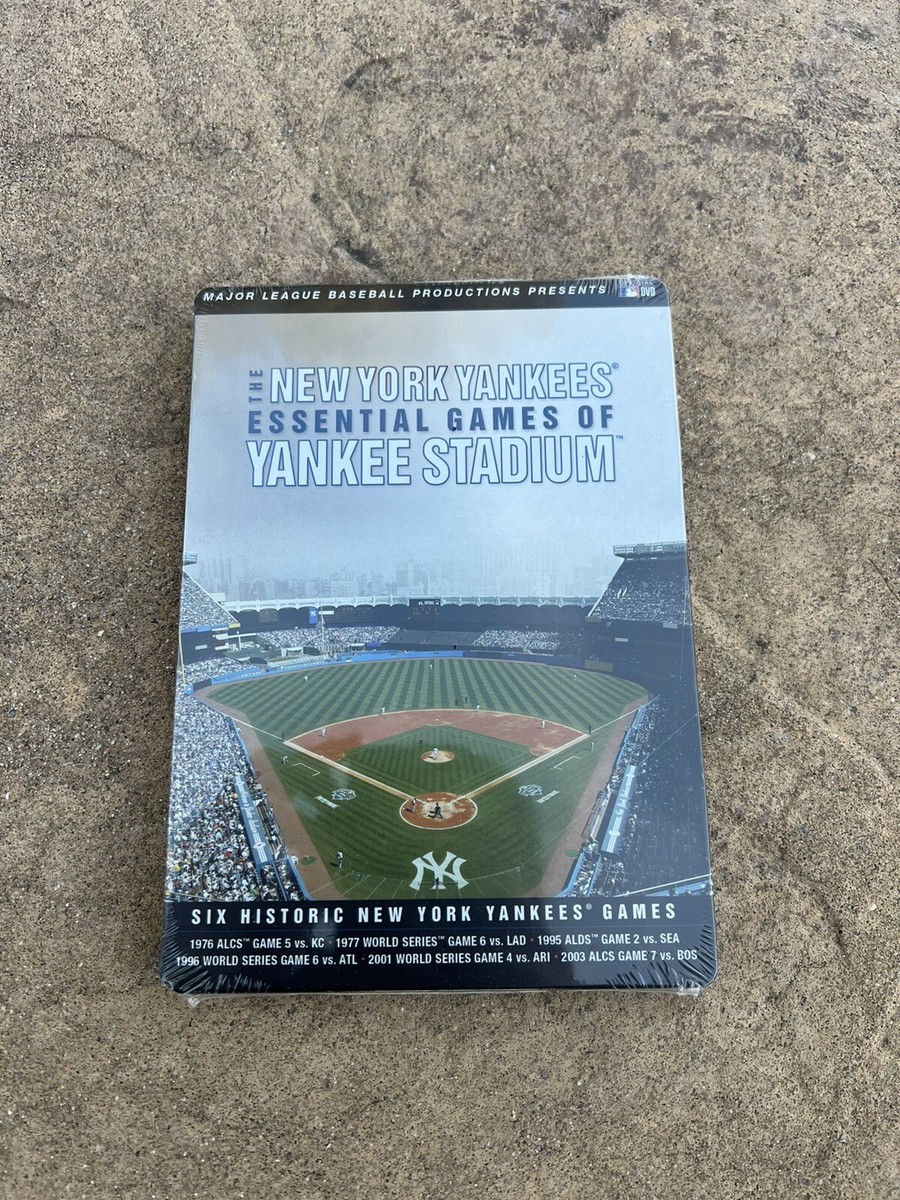 MAJOR LEAGUE BASEBALL PRODUCTIONS PRESENTS
DVD
THE
NEW YORK YANKEES®
ESSENTIAL GAMES OF
YANKEE STADIUM™
NY
SIX HISTORIC NEW YORK YANKEES® GAMES
1976 ALCS™ GAME 5 vs. KC • 1977 WORLD SERIES™ GAME 6 vs. LAD • 1995 ALDS™ GAME 2 vs. SEA
1996 WORLD SERIES GAME 6 vs. ATL • 2001 WORLD SERIES GAME 4 vs. ARI • 2003 ALCS GAME 7 vs. BOS